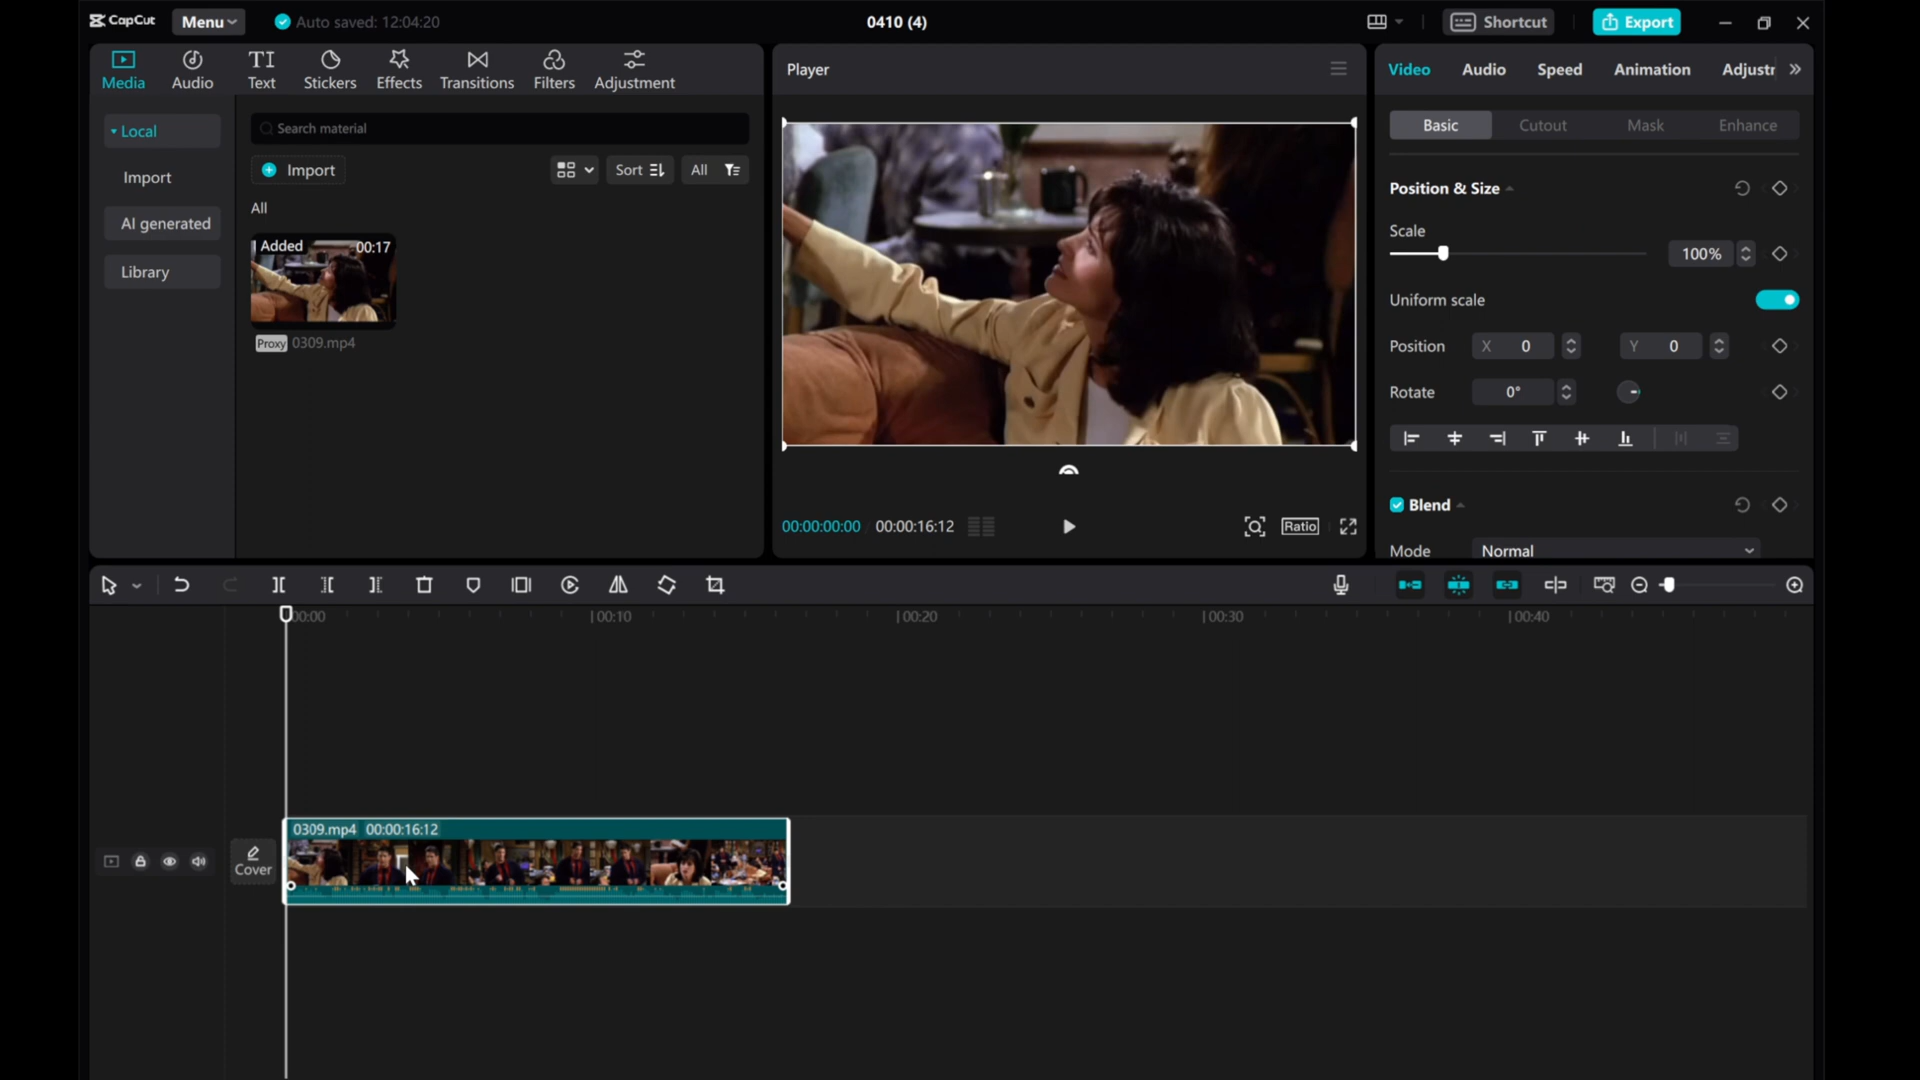 CapCut Menu Auto saved: 12:04:20 0410 (4) Shortcut Export
Media Audio Text Stickers Effects Transitions Filters Adjustment
Player
Video Audio Speed Animation Adjustr
Local
Import
AI generated
Library
Search material
Import Sort All
All
Added 00:17
Proxy 0309.mp4
00:00:00:00 00:00:16:12 Ratio
Basic Cutout Mask Enhance
Position & Size
Scale
100%
Uniform scale
Position X 0 Y 0
Rotate 0°
Blend
Mode Normal
00:00 00:10 00:20 00:30 00:40
Cover
0309.mp4 00:00:16:12